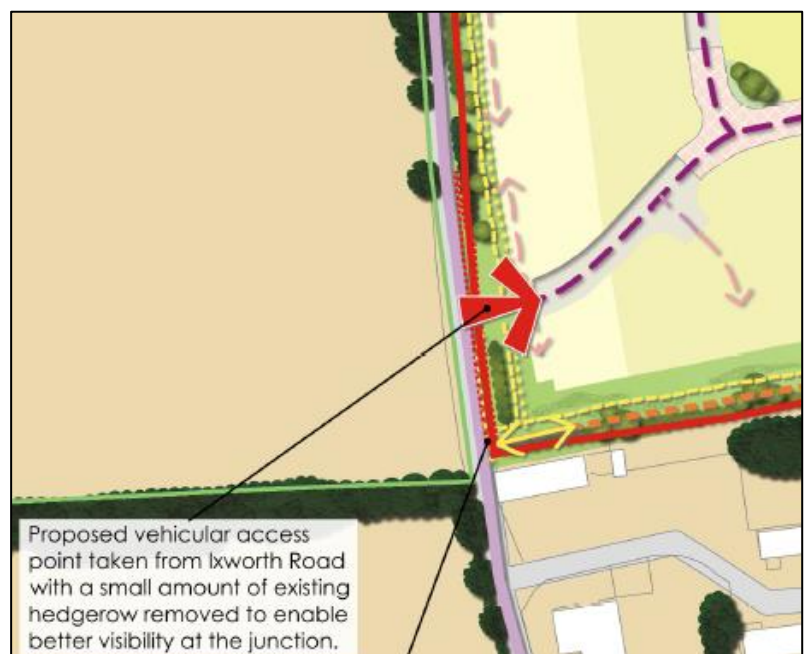 Proposed vehicular access
point taken from Ixworth Road
with a small amount of existing
hedgerow removed to enable
better visibility at the junction.